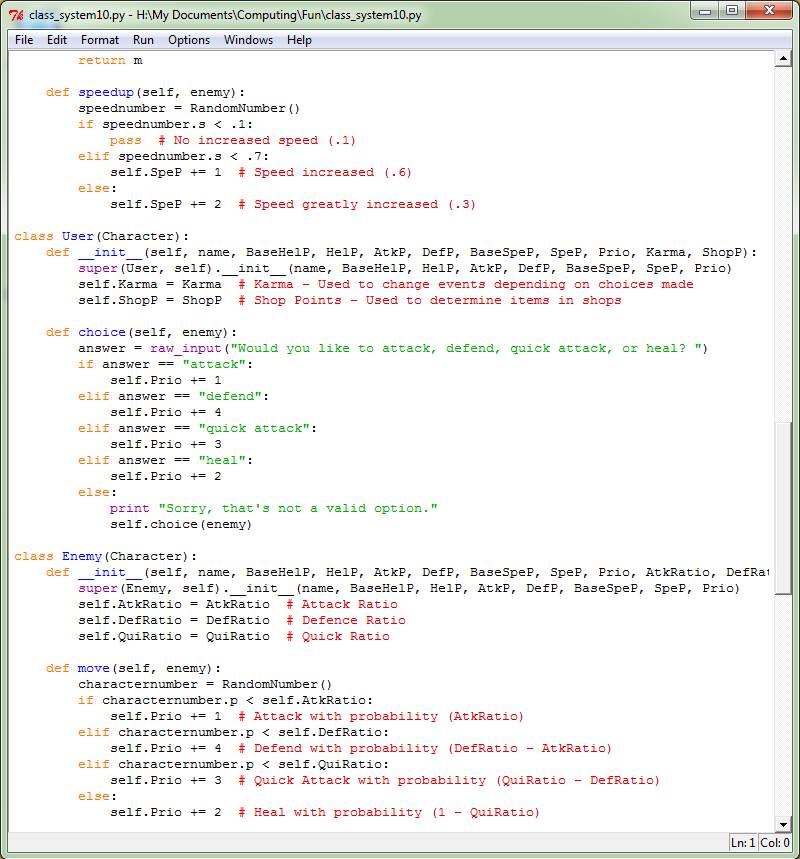 class_system10.py - H:\My Documents\Computing\Fun\class_system10.py
File Edit Format Run Options Windows Help
        return m

    def speedup(self, enemy):
        speednumber = RandomNumber()
        if speednumber.s < .1:
            pass  # No increased speed (.1)
        elif speednumber.s < .7:
            self.SpeP += 1  # Speed increased (.6)
        else:
            self.SpeP += 2  # Speed greatly increased (.3)

class User(Character):
    def __init__(self, name, BaseHelP, HelP, AtkP, DefP, BaseSpeP, SpeP, Prio, Karma, ShopP):
        super(User, self).__init__(name, BaseHelP, HelP, AtkP, DefP, BaseSpeP, SpeP, Prio)
        self.Karma = Karma  # Karma - Used to change events depending on choices made
        self.ShopP = ShopP  # Shop Points - Used to determine items in shops

    def choice(self, enemy):
        answer = raw_input("Would you like to attack, defend, quick attack, or heal? ")
        if answer == "attack":
            self.Prio += 1
        elif answer == "defend":
            self.Prio += 4
        elif answer == "quick attack":
            self.Prio += 3
        elif answer == "heal":
            self.Prio += 2
        else:
            print "Sorry, that's not a valid option."
            self.choice(enemy)

class Enemy(Character):
    def __init__(self, name, BaseHelP, HelP, AtkP, DefP, BaseSpeP, SpeP, Prio, AtkRatio, DefRat
        super(Enemy, self).__init__(name, BaseHelP, HelP, AtkP, DefP, BaseSpeP, SpeP, Prio)
        self.AtkRatio = AtkRatio  # Attack Ratio
        self.DefRatio = DefRatio  # Defence Ratio
        self.QuiRatio = QuiRatio  # Quick Ratio

    def move(self, enemy):
        characternumber = RandomNumber()
        if characternumber.p < self.AtkRatio:
            self.Prio += 1  # Attack with probability (AtkRatio)
        elif characternumber.p < self.DefRatio:
            self.Prio += 4  # Defend with probability (DefRatio - AtkRatio)
        elif characternumber.p < self.QuiRatio:
            self.Prio += 3  # Quick Attack with probability (QuiRatio - DefRatio)
        else:
            self.Prio += 2  # Heal with probability (1 - QuiRatio)
Ln: 1 Col: 0